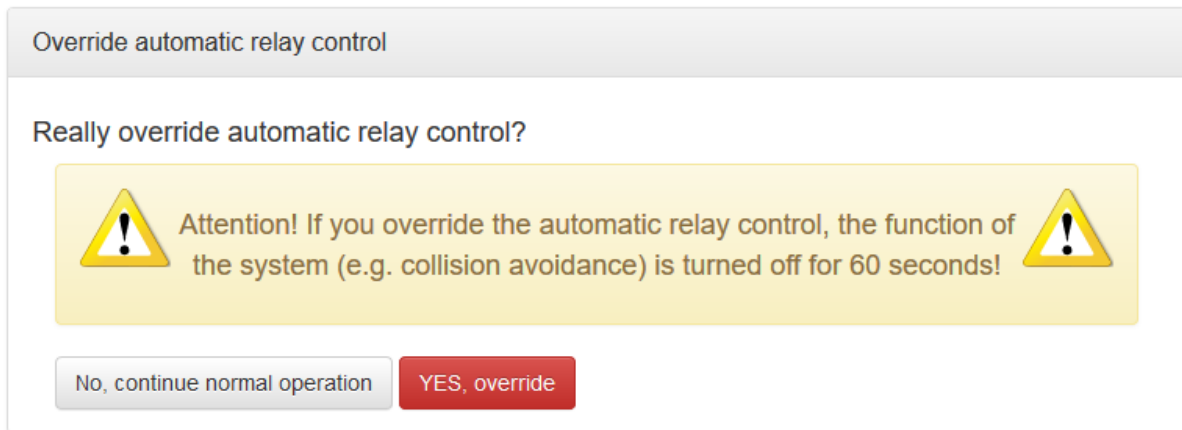 Override automatic relay control
Really override automatic relay control?
Attention! If you override the automatic relay control, the function of
the system (e.g. collision avoidance) is turned off for 60 seconds!
No, continue normal operation
YES, override